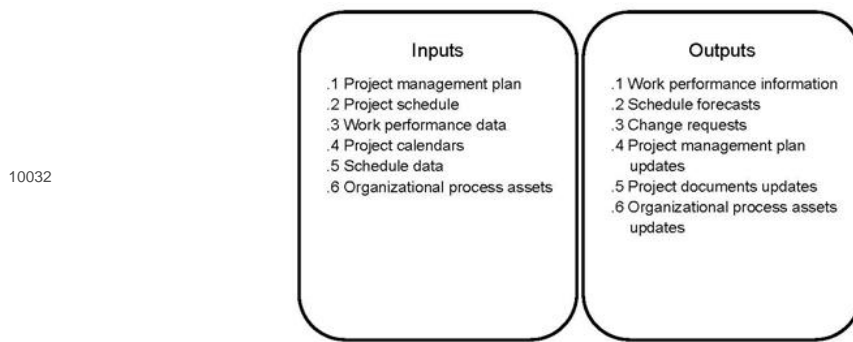 10032
Inputs
.1 Project management plan
.2 Project schedule
.3 Work performance data
.4 Project calendars
.5 Schedule data
.6 Organizational process assets
Outputs
.1 Work performance information
.2 Schedule forecasts
.3 Change requests
.4 Project management plan
updates
.5 Project documents updates
.6 Organizational process assets
updates